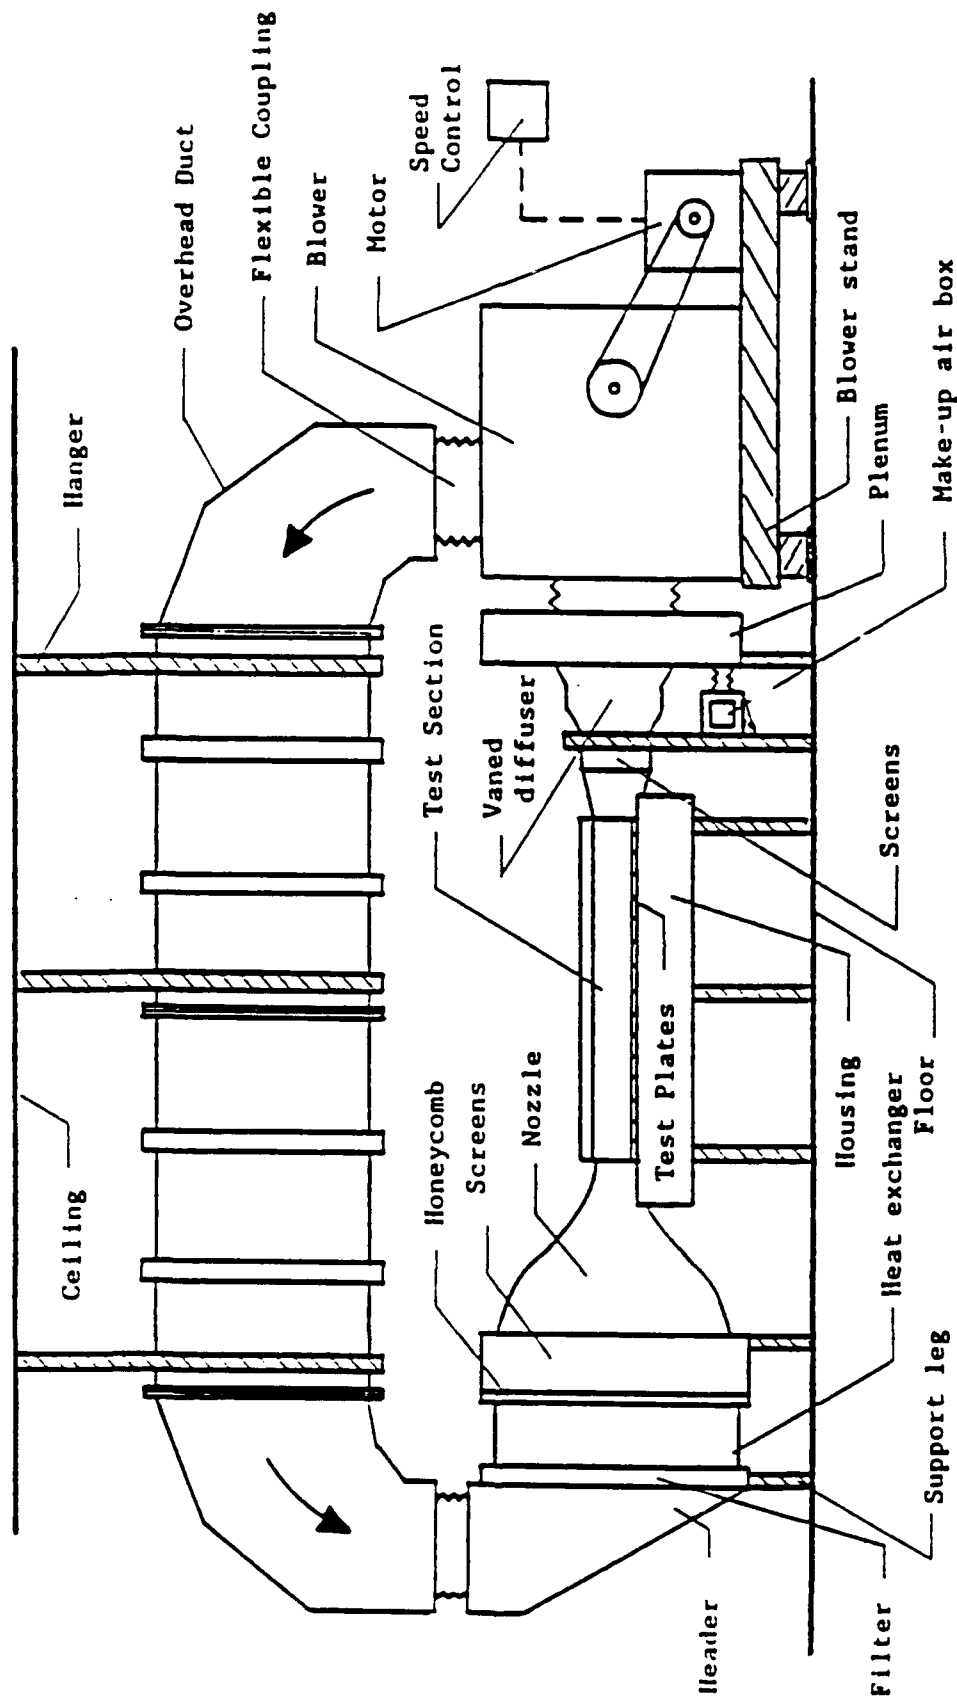 Ceiling
Hanger
Overhead Duct
Flexible Coupling
Blower
Motor
Speed
Control
Honeycomb
Screens
Nozzle
Test Section
Vaned
diffuser
Test Plates
Header
Filter
Support leg
Heat exchanger
Housing
Floor
Screens
Plenum
Blower stand
Make-up air box